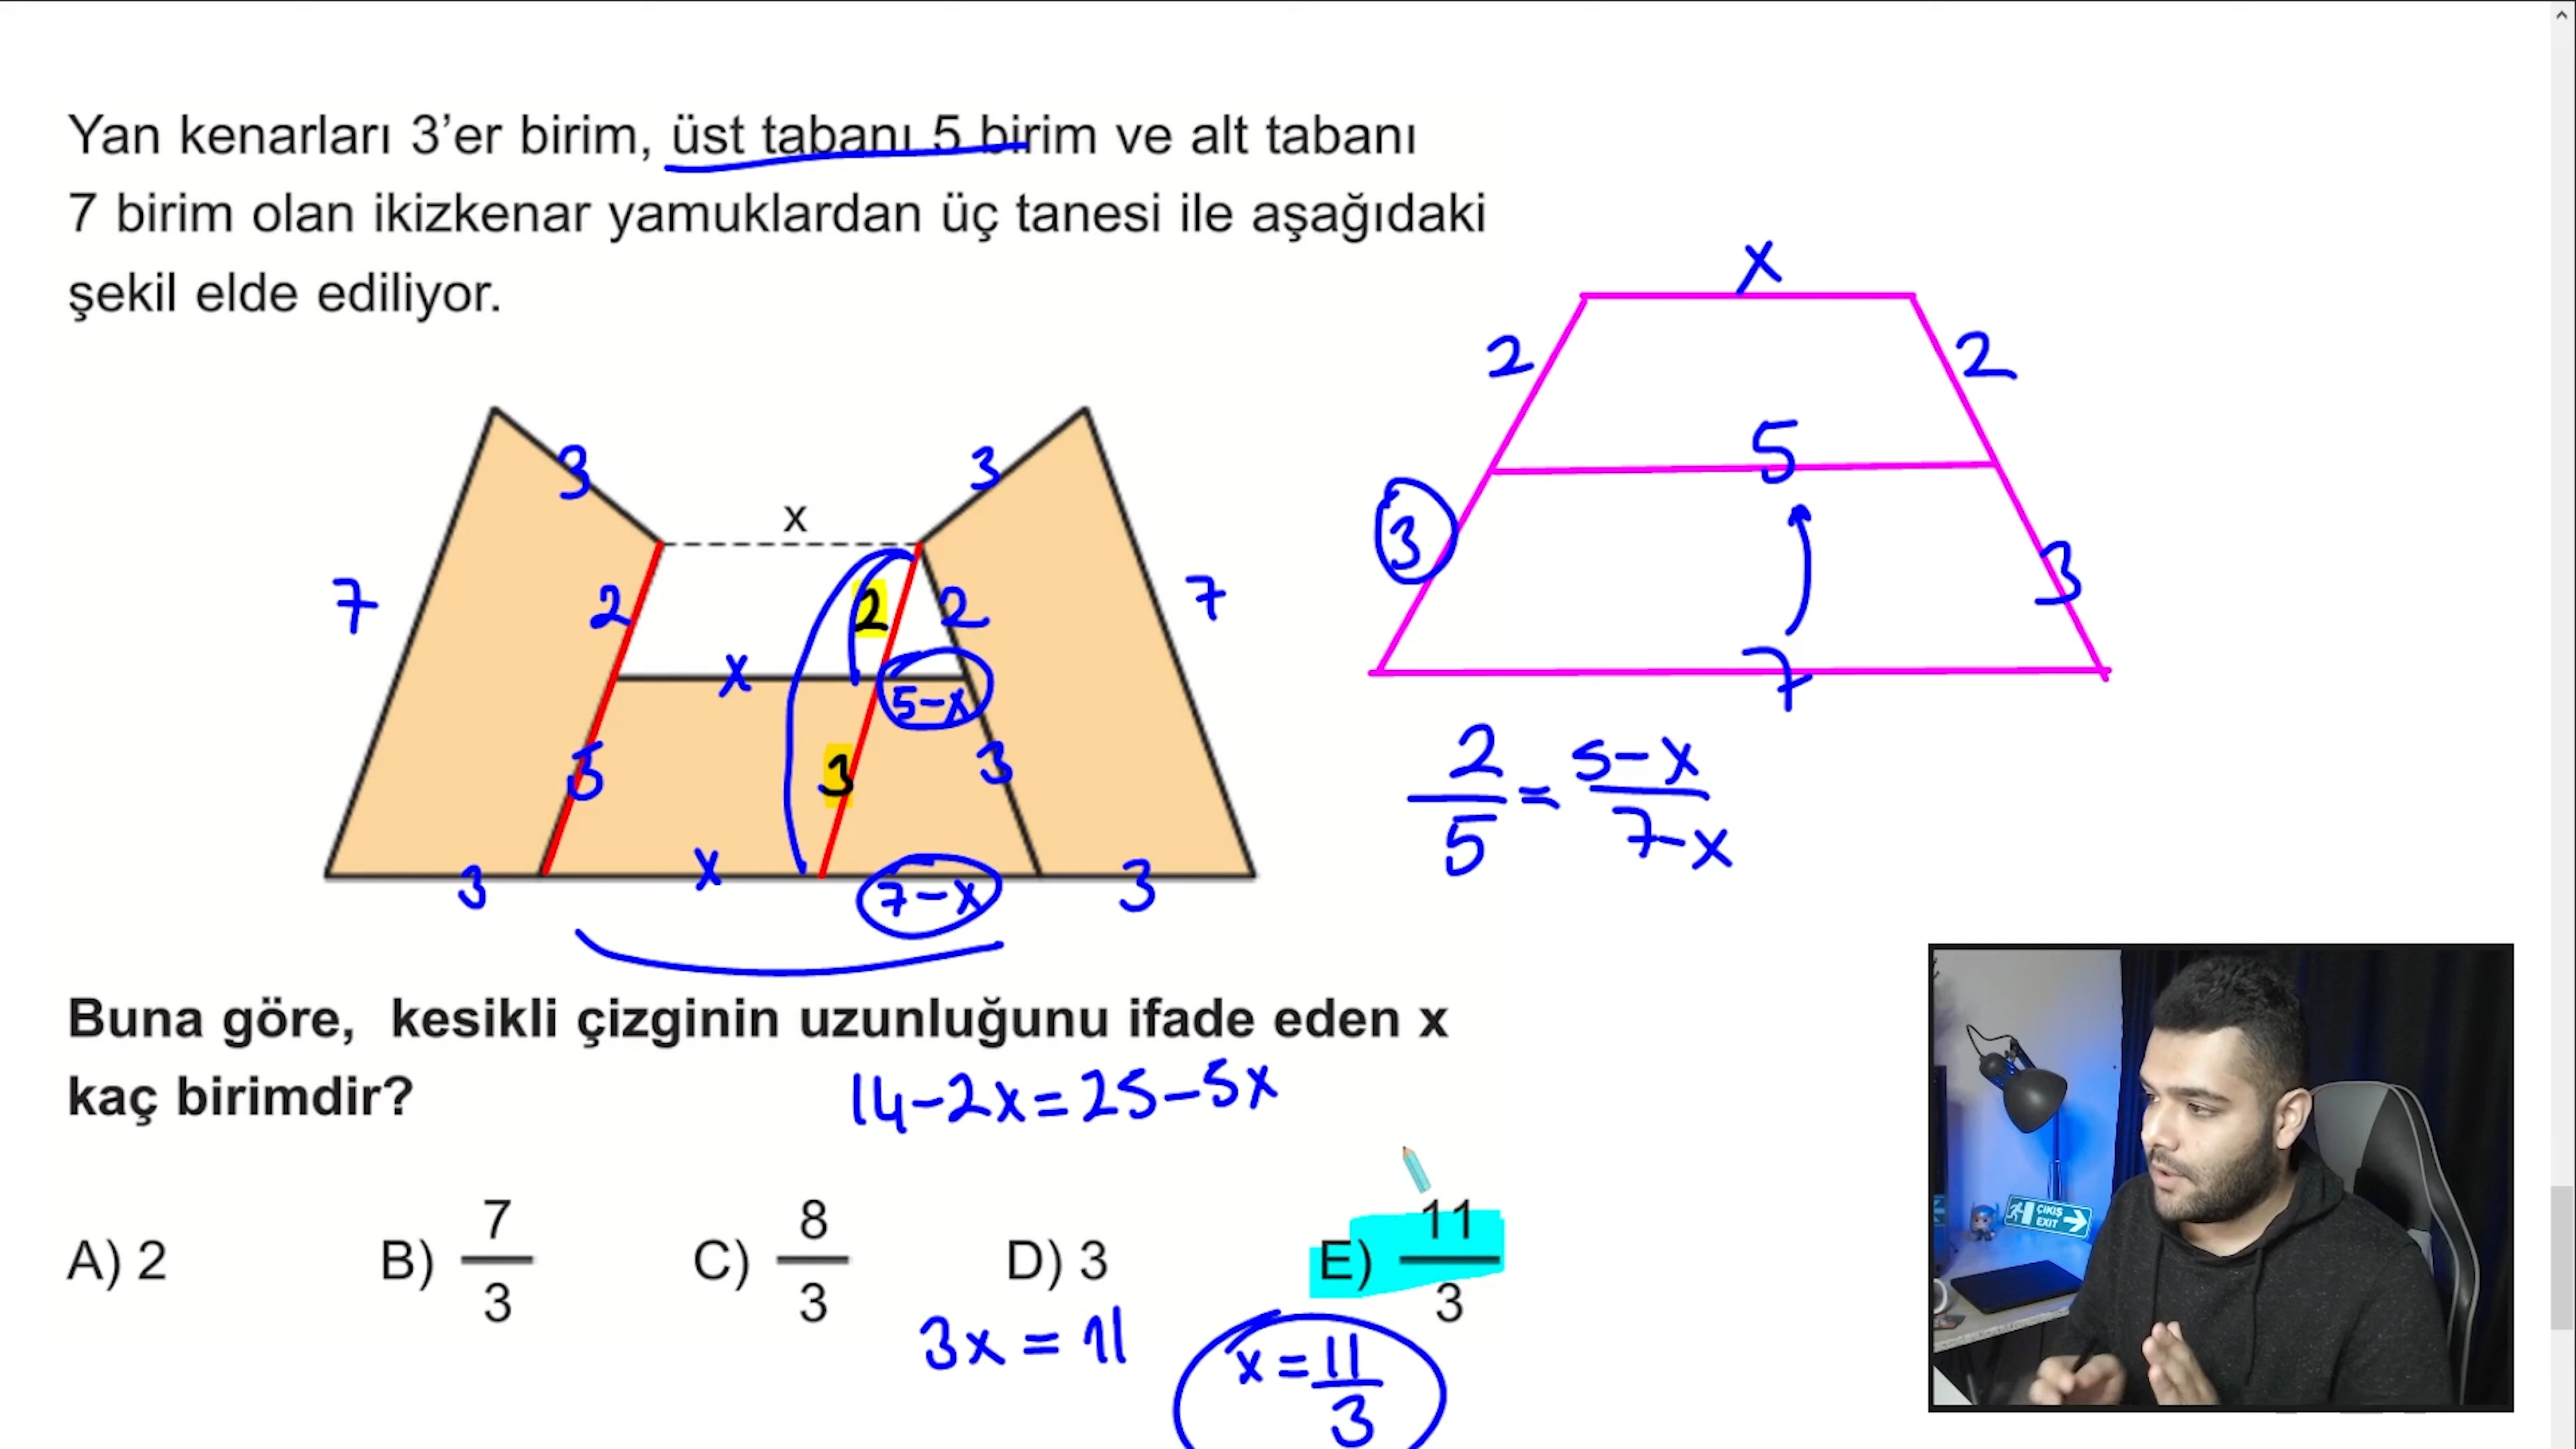 Yan kenarları 3’er birim, üst tabanı 5 birim ve alt tabanı
7 birim olan ikizkenar yamuklardan üç tanesi ile aşağıdaki
şekil elde ediliyor.
x
2
2
5
3
3
7
3
3
x
7
2
2
2
7
x
5-x
3
3
3
3
x
7-x
3
2/5 = 5-x/7-x
Buna göre, kesikli çizginin uzunluğunu ifade eden x
kaç birimdir?
14-2x=25-5x
A) 2
B) 7/3
C) 8/3
D) 3
E) 11/3
3x = 11
x = 11/3
ÇIKIŞ
EXIT